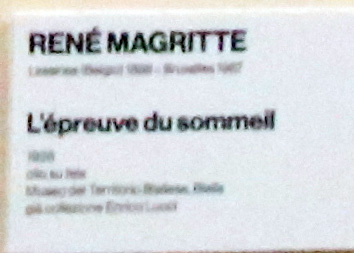 RENÉ MAGRITTE
Lessines (Belgio) 1898 - Bruxelles 1967
L'épreuve du sommeil
olio su tela
Museo del Territorio Biellese, Biella
già collezione Enrico Lucci